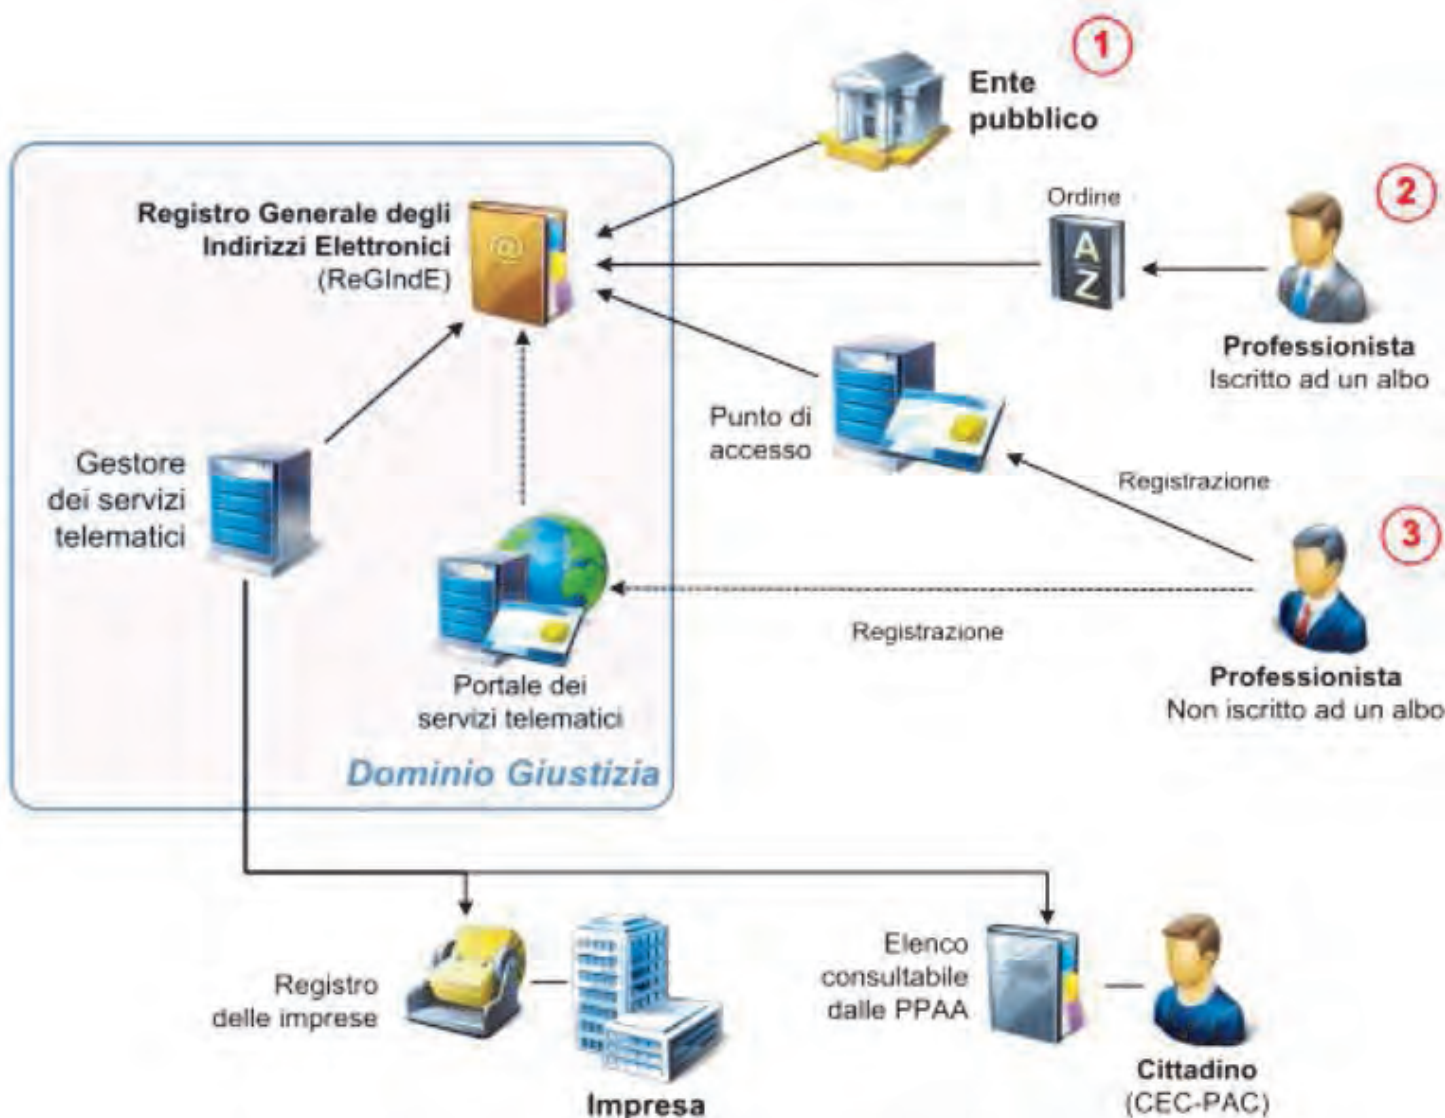 1
Ente
pubblico
2
Ordine
A
Z
Registro Generale degli
Indirizzi Elettronici
(ReGIndE)
@
Professionista
Iscritto ad un albo
Punto di
accesso
Gestore
dei servizi
telematici
Registrazione
3
Registrazione
Professionista
Non iscritto ad un albo
Portale dei
servizi telematici
Dominio Giustizia
Registro
delle imprese
Impresa
Elenco
consultabile
dalle PPAA
Cittadino
(CEC-PAC)